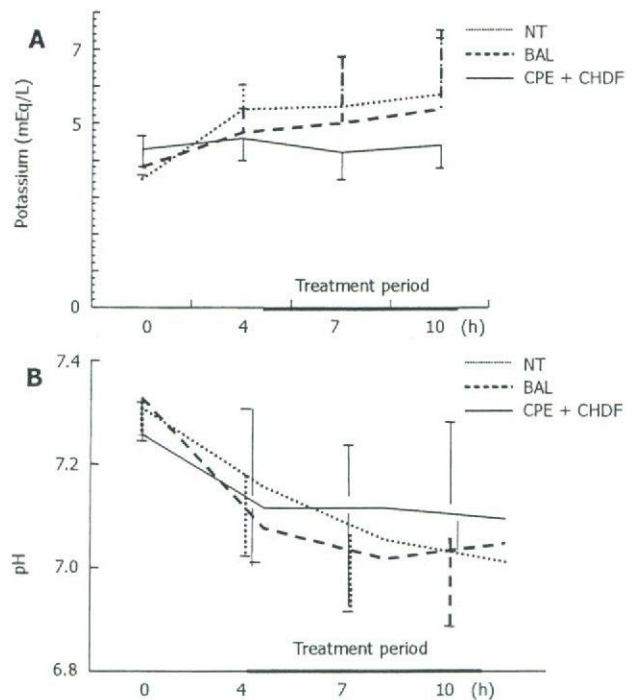 A
7
5
0
Potassium (mEq/L)
NT
BAL
CPE + CHDF
Treatment period
0 4 7 10 (h)
B
7.4
7.2
7.0
6.8
pH
NT
BAL
CPE + CHDF
Treatment period
0 4 7 10 (h)